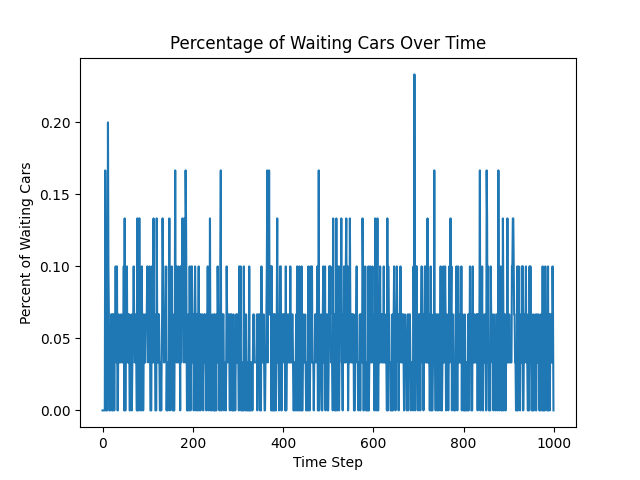 Percentage of Waiting Cars Over Time
0.20
0.15
0.10
0.05
0.00
Percent of Waiting Cars
0 200 400 600 800 1000
Time Step